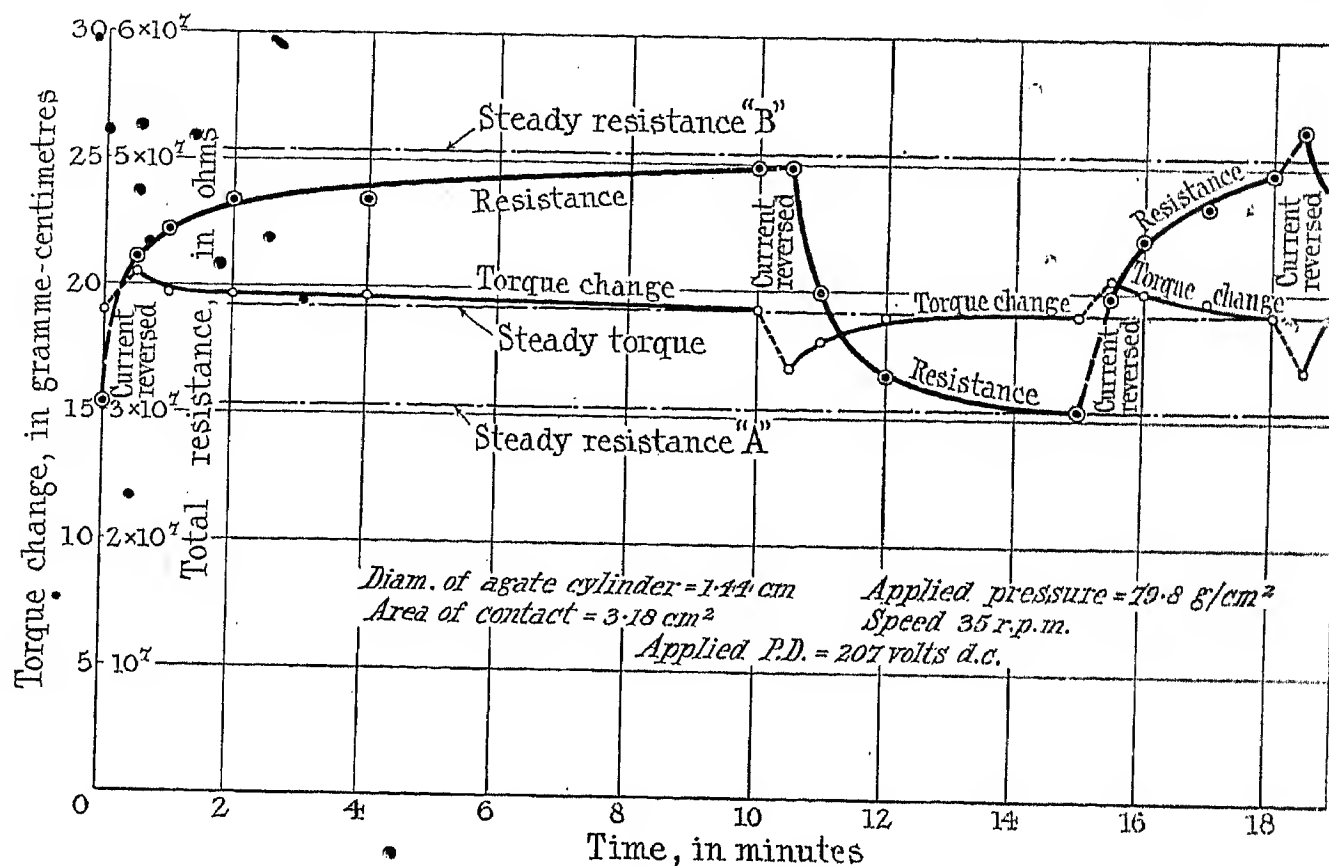 Torque change, in gramme-centimetres
Total resistance, in ohms
30
6×10⁷
25
5×10⁷
20
15
3×10⁷
10
2×10⁷
5
10⁷
0
2
4
6
8
10
12
14
16
18
Time, in minutes
Steady resistance "B"
Resistance
Torque change
Steady torque
Steady resistance "A"
Current
reversed
Current
reversed
Torque change
Resistance
Current
reversed
Resistance
Torque change
Current
reversed
Diam. of agate cylinder = 1·44 cm
Area of contact = 3·18 cm²
Applied pressure = 79·8 g/cm²
Speed 35 r.p.m.
Applied P.D. = 207 volts d.c.